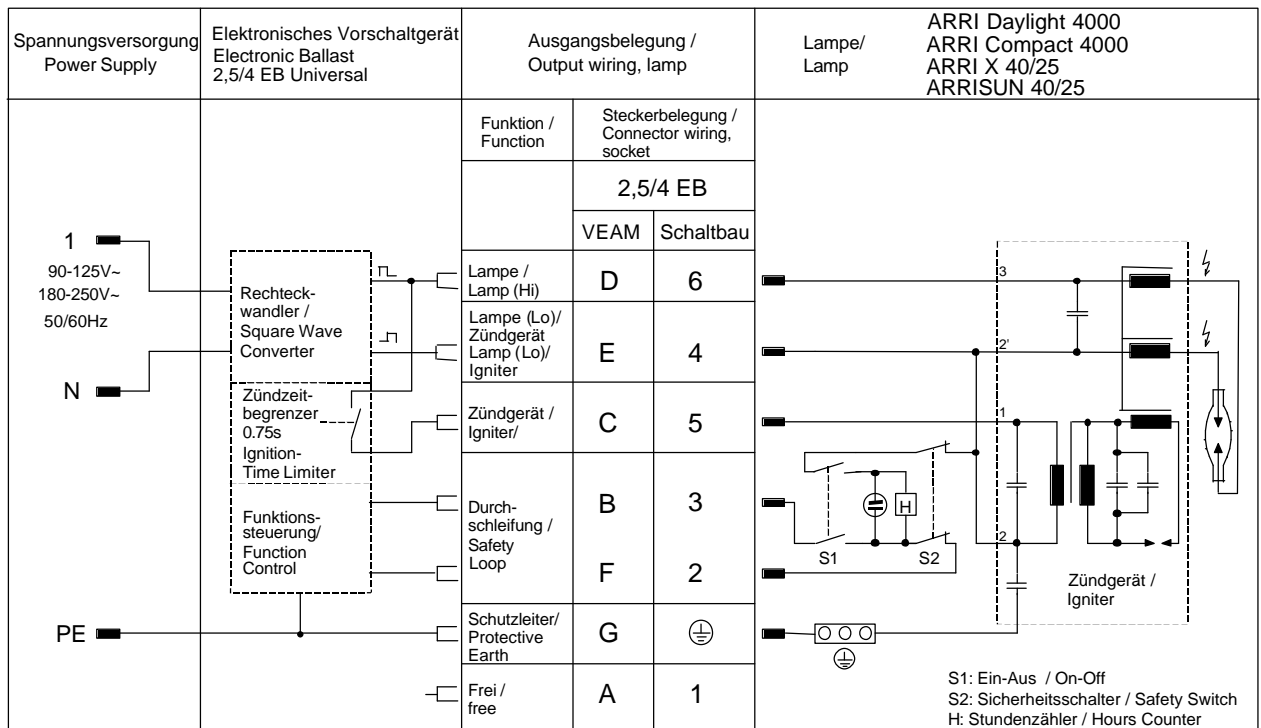 Spannungsversorgung
Power Supply
Elektronisches Vorschaltgerät
Electronic Ballast
2,5/4 EB Universal
Ausgangsbelegung /
Output wiring, lamp
Lampe/
Lamp
ARRI Daylight 4000
ARRI Compact 4000
ARRI X 40/25
ARRISUN 40/25
Funktion /
Function
Steckerbelegung /
Connector wiring,
socket
2,5/4 EB
VEAM
Schaltbau
1
90-125V~
180-250V~
50/60Hz
N
PE
Rechteck-
wandler /
Square Wave
Converter
Zündzeit-
begrenzer
0.75s
Ignition-
Time Limiter
Funktions-
steuerung/
Function
Control
Lampe /
Lamp (Hi)
D
6
Lampe (Lo)/
Zündgerät
Lamp (Lo)/
Igniter
E
4
Zündgerät /
Igniter/
C
5
Durch-
schleifung /
Safety
Loop
B
3
F
2
Schutzleiter/
Protective
Earth
G
Frei /
free
A
1
3
2'
1
2
H
S1
S2
Zündgerät /
Igniter
S1: Ein-Aus / On-Off
S2: Sicherheitsschalter / Safety Switch
H: Stundenzähler / Hours Counter